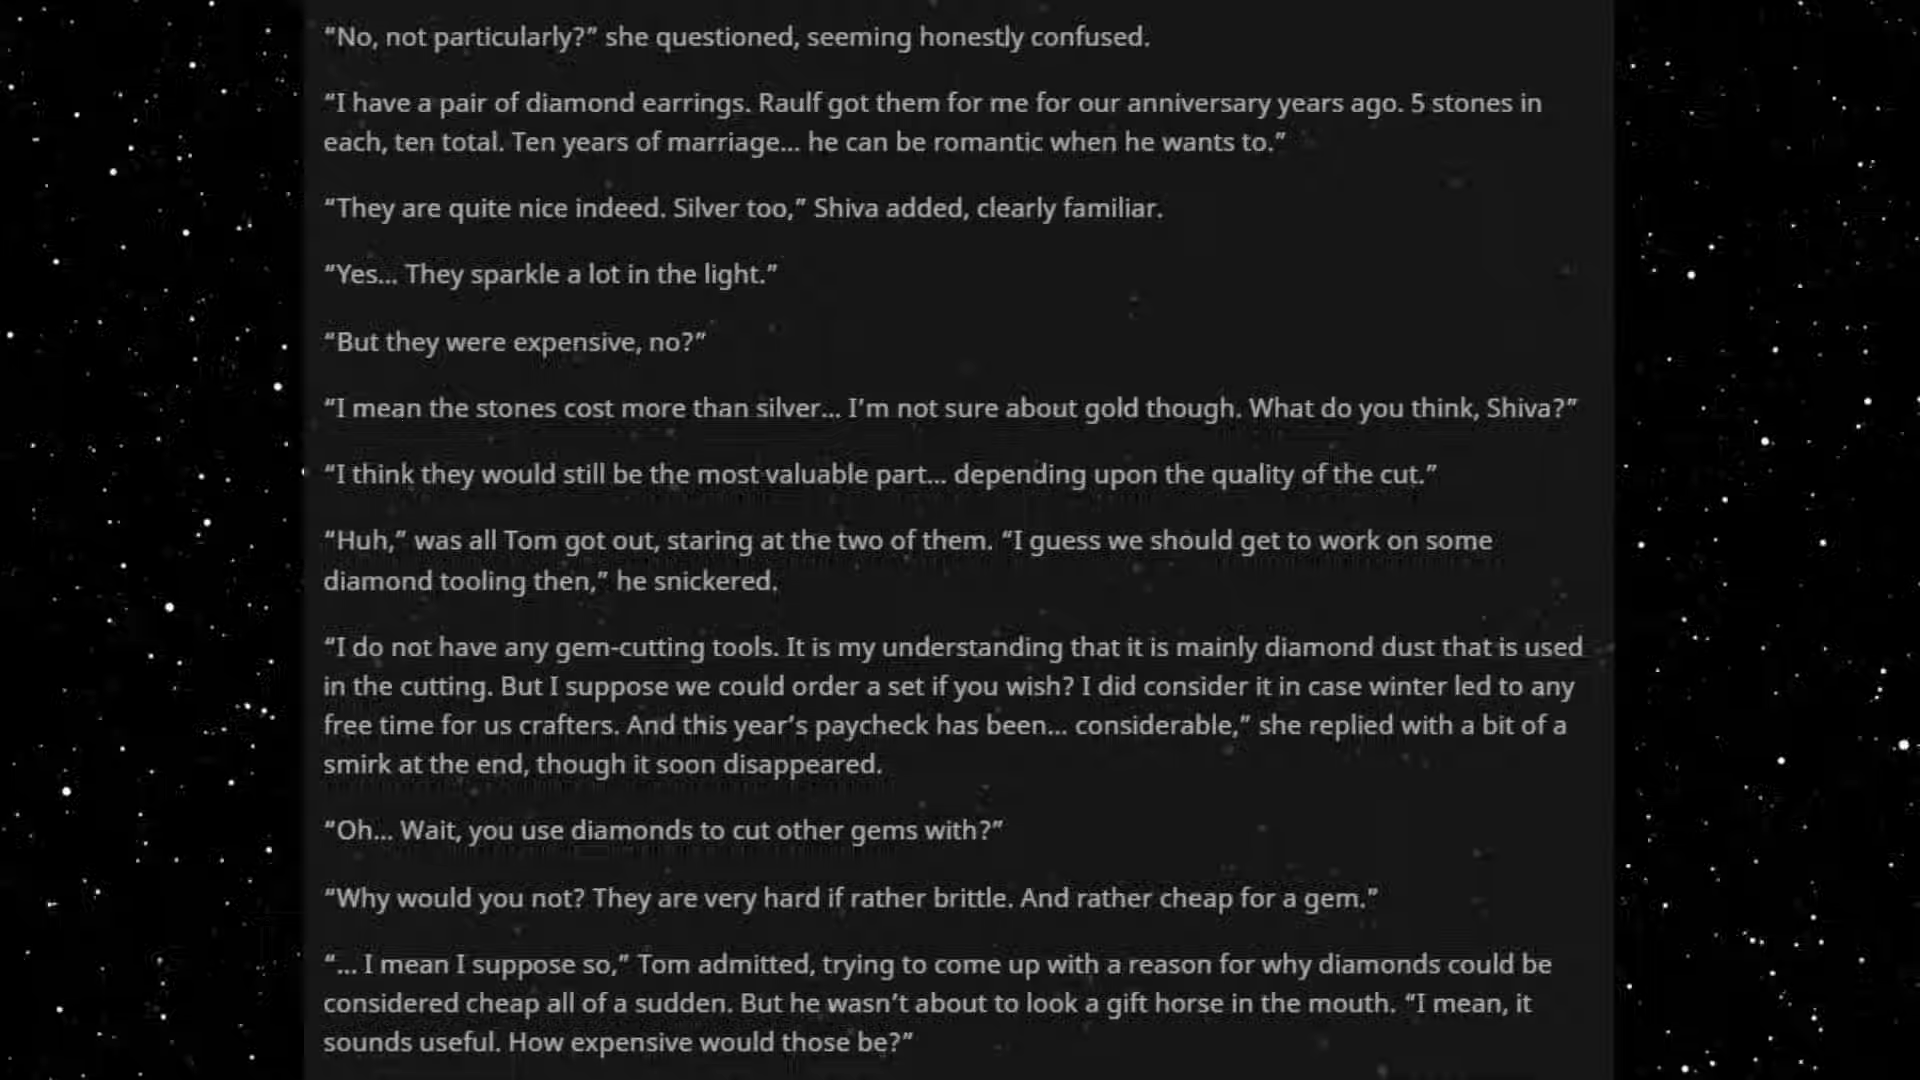 “No, not particularly?” she questioned, seeming honestly confused.
“I have a pair of diamond earrings. Raulf got them for me for our anniversary years ago. 5 stones in
each, ten total. Ten years of marriage… he can be romantic when he wants to.”
“They are quite nice indeed. Silver too,” Shiva added, clearly familiar.
“Yes… They sparkle a lot in the light.”
“But they were expensive, no?”
“I mean the stones cost more than silver… I’m not sure about gold though. What do you think, Shiva?”
“I think they would still be the most valuable part… depending upon the quality of the cut.”
“Huh,” was all Tom got out, staring at the two of them. “I guess we should get to work on some
diamond tooling then,” he snickered.
“I do not have any gem-cutting tools. It is my understanding that it is mainly diamond dust that is used
in the cutting. But I suppose we could order a set if you wish? I did consider it in case winter led to any
free time for us crafters. And this year’s paycheck has been… considerable,” she replied with a bit of a
smirk at the end, though it soon disappeared.
“Oh… Wait, you use diamonds to cut other gems with?”
“Why would you not? They are very hard if rather brittle. And rather cheap for a gem.”
“… I mean I suppose so,” Tom admitted, trying to come up with a reason for why diamonds could be
considered cheap all of a sudden. But he wasn’t about to look a gift horse in the mouth. “I mean, it
sounds useful. How expensive would those be?”